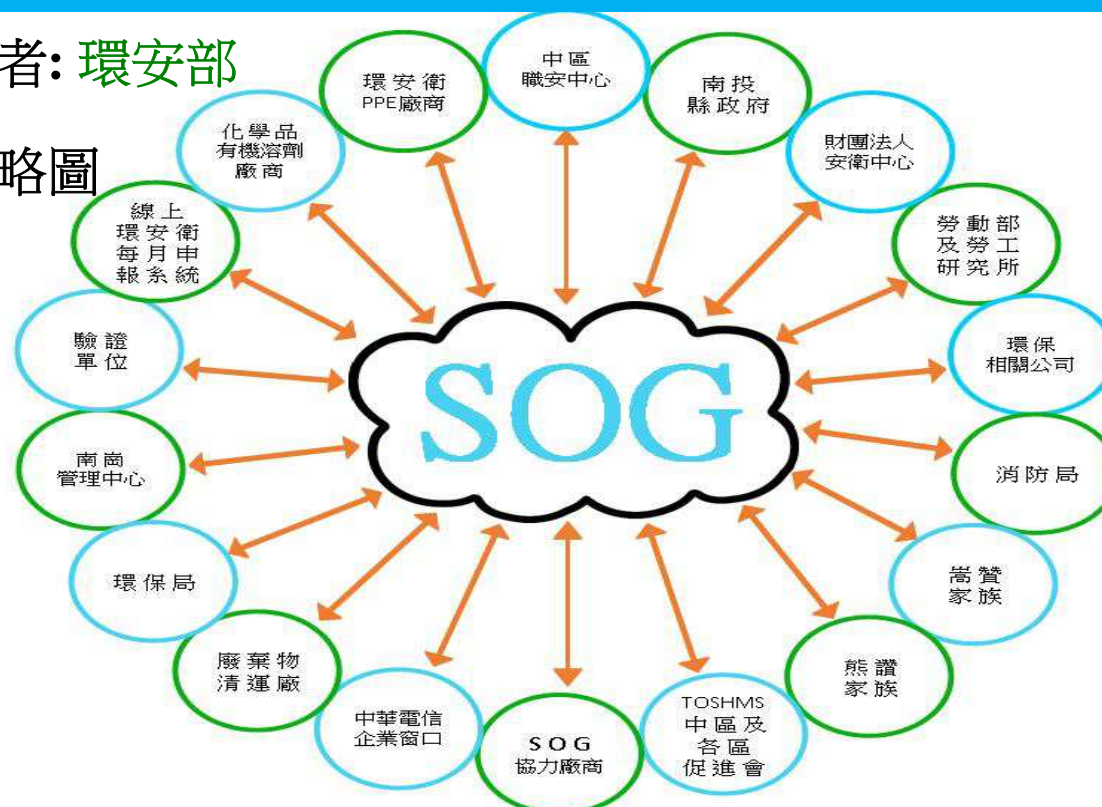 者: 環安部
略圖
中區
職安中心
南投
縣政府
財團法人
安衛中心
勞動部
及勞工
研究所
環保
相關公司
消防局
嵩贊
家族
熊讚
家族
TOSHMS
中區及
各區
促進會
SOG
協力廠商
中華電信
企業窗口
廢棄物
清運廠
環保局
南崗
管理中心
驗證
單位
線上
環安衛
每月申
報系統
化學品
有機溶劑
廠商
環安衛
PPE廠商
SOG